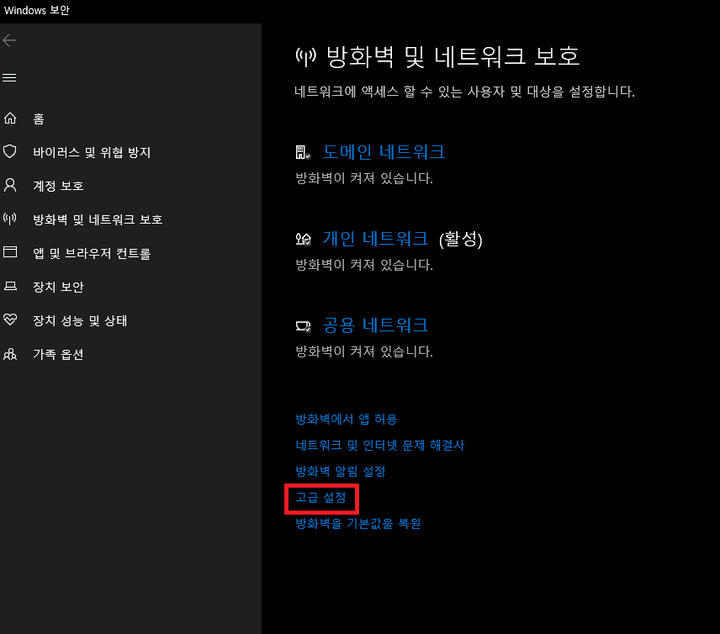 Windows 보안
홈
바이러스 및 위협 방지
계정 보호
방화벽 및 네트워크 보호
앱 및 브라우저 컨트롤
장치 보안
장치 성능 및 상태
가족 옵션
방화벽 및 네트워크 보호
네트워크에 액세스 할 수 있는 사용자 및 대상을 설정합니다.
도메인 네트워크
방화벽이 켜져 있습니다.
개인 네트워크 (활성)
방화벽이 켜져 있습니다.
공용 네트워크
방화벽이 켜져 있습니다.
방화벽에서 앱 허용
네트워크 및 인터넷 문제 해결사
방화벽 알림 설정
고급 설정
방화벽을 기본값을 복원